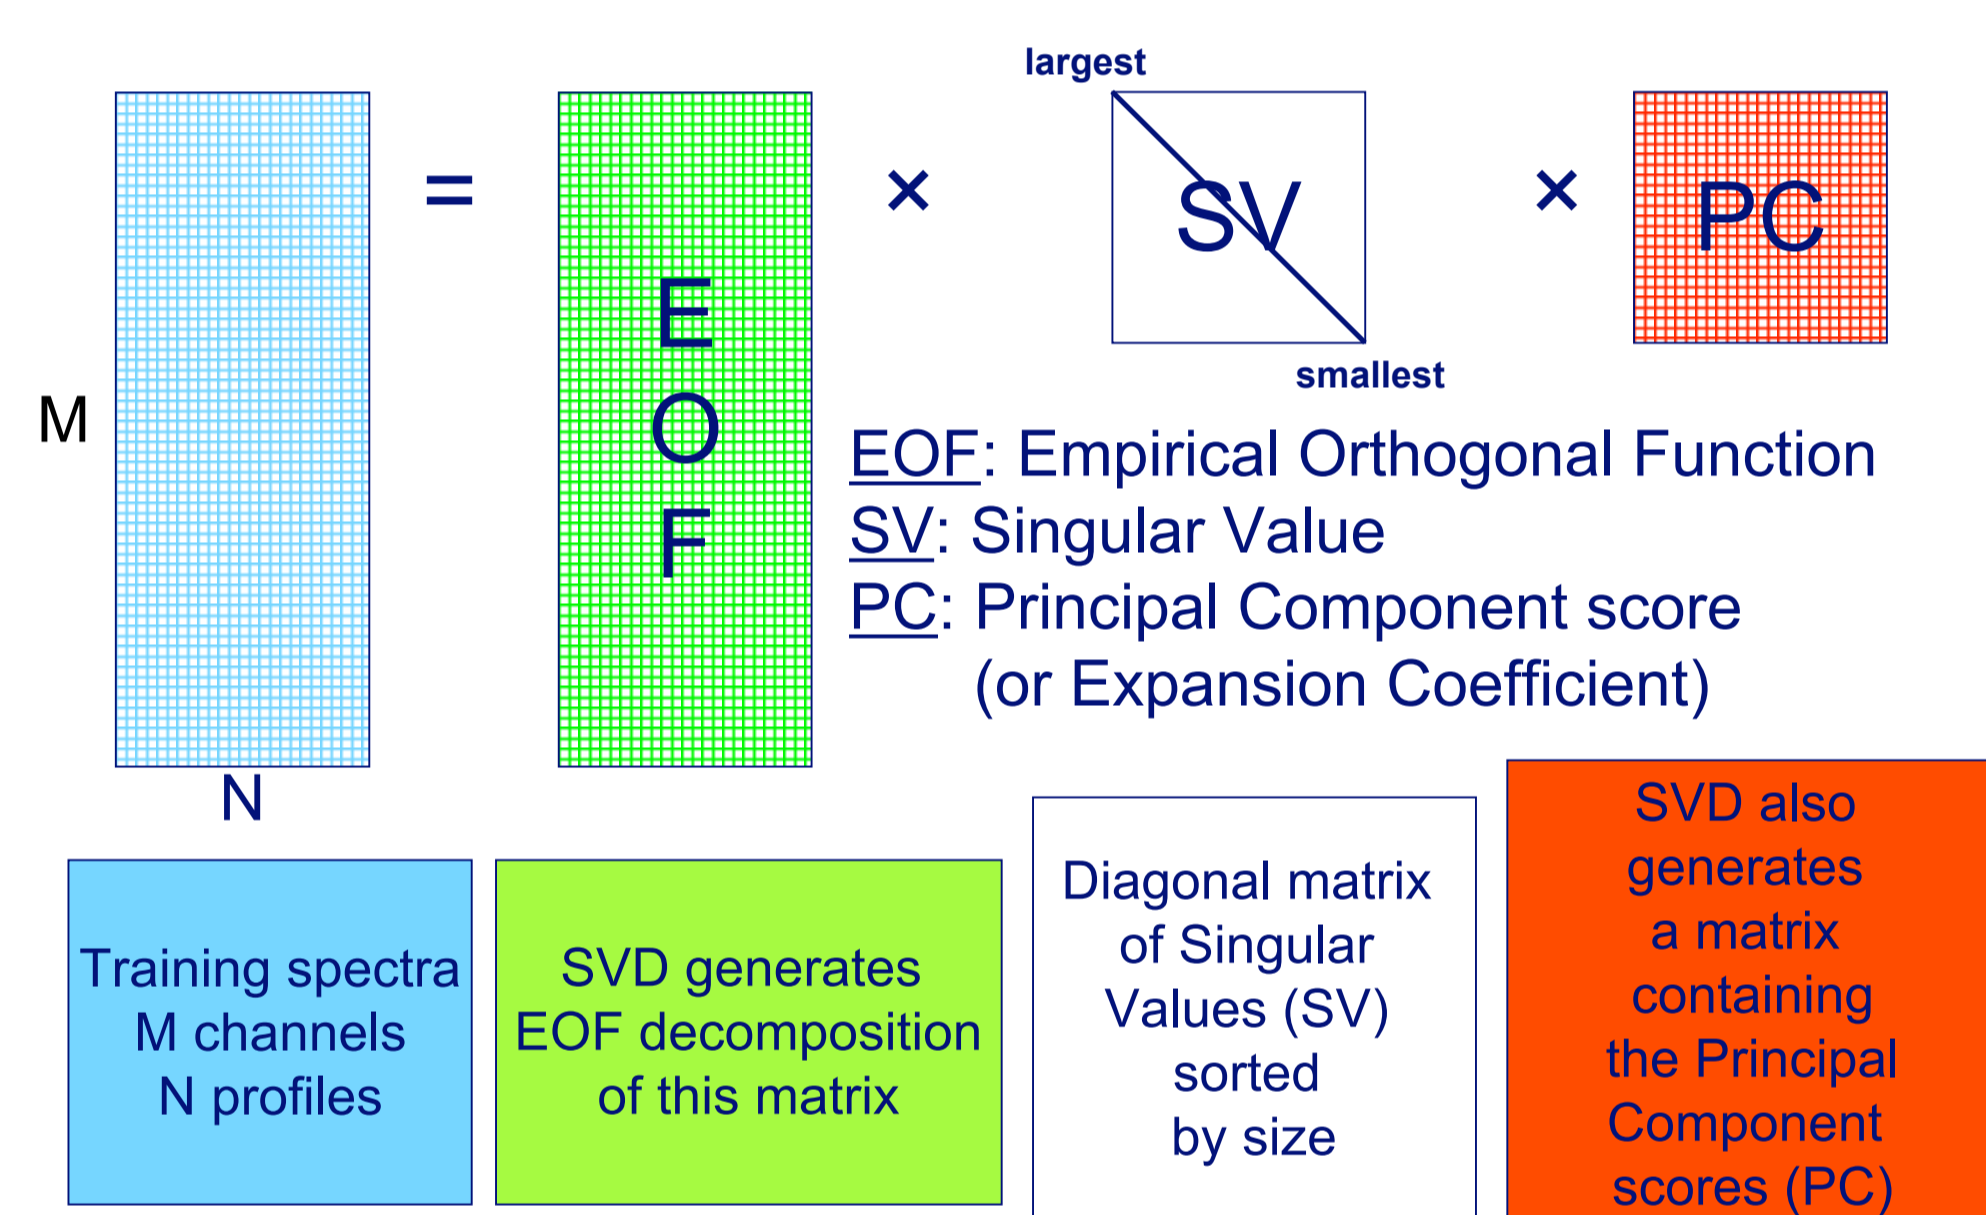 largest
=
×
SV
×
PC
smallest
M
E
O
F
EOF: Empirical Orthogonal Function
SV: Singular Value
PC: Principal Component score
(or Expansion Coefficient)
N
Training spectra
M channels
N profiles
SVD generates
EOF decomposition
of this matrix
Diagonal matrix
of Singular
Values (SV)
sorted
by size
SVD also
generates
a matrix
containing
the Principal
Component
scores (PC)